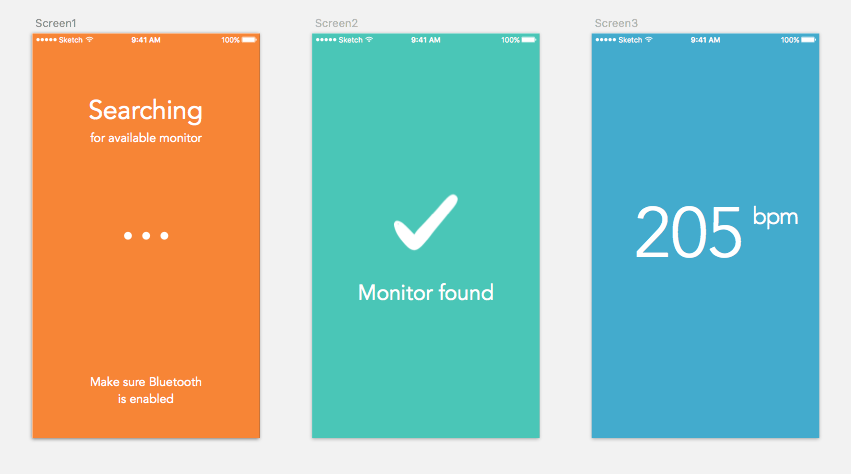 Screen1
Sketch 9:41 AM 100%
Searching
for available monitor
Make sure Bluetooth
is enabled
Screen2
Sketch 9:41 AM 100%
Monitor found
Screen3
Sketch 9:41 AM 100%
205 bpm